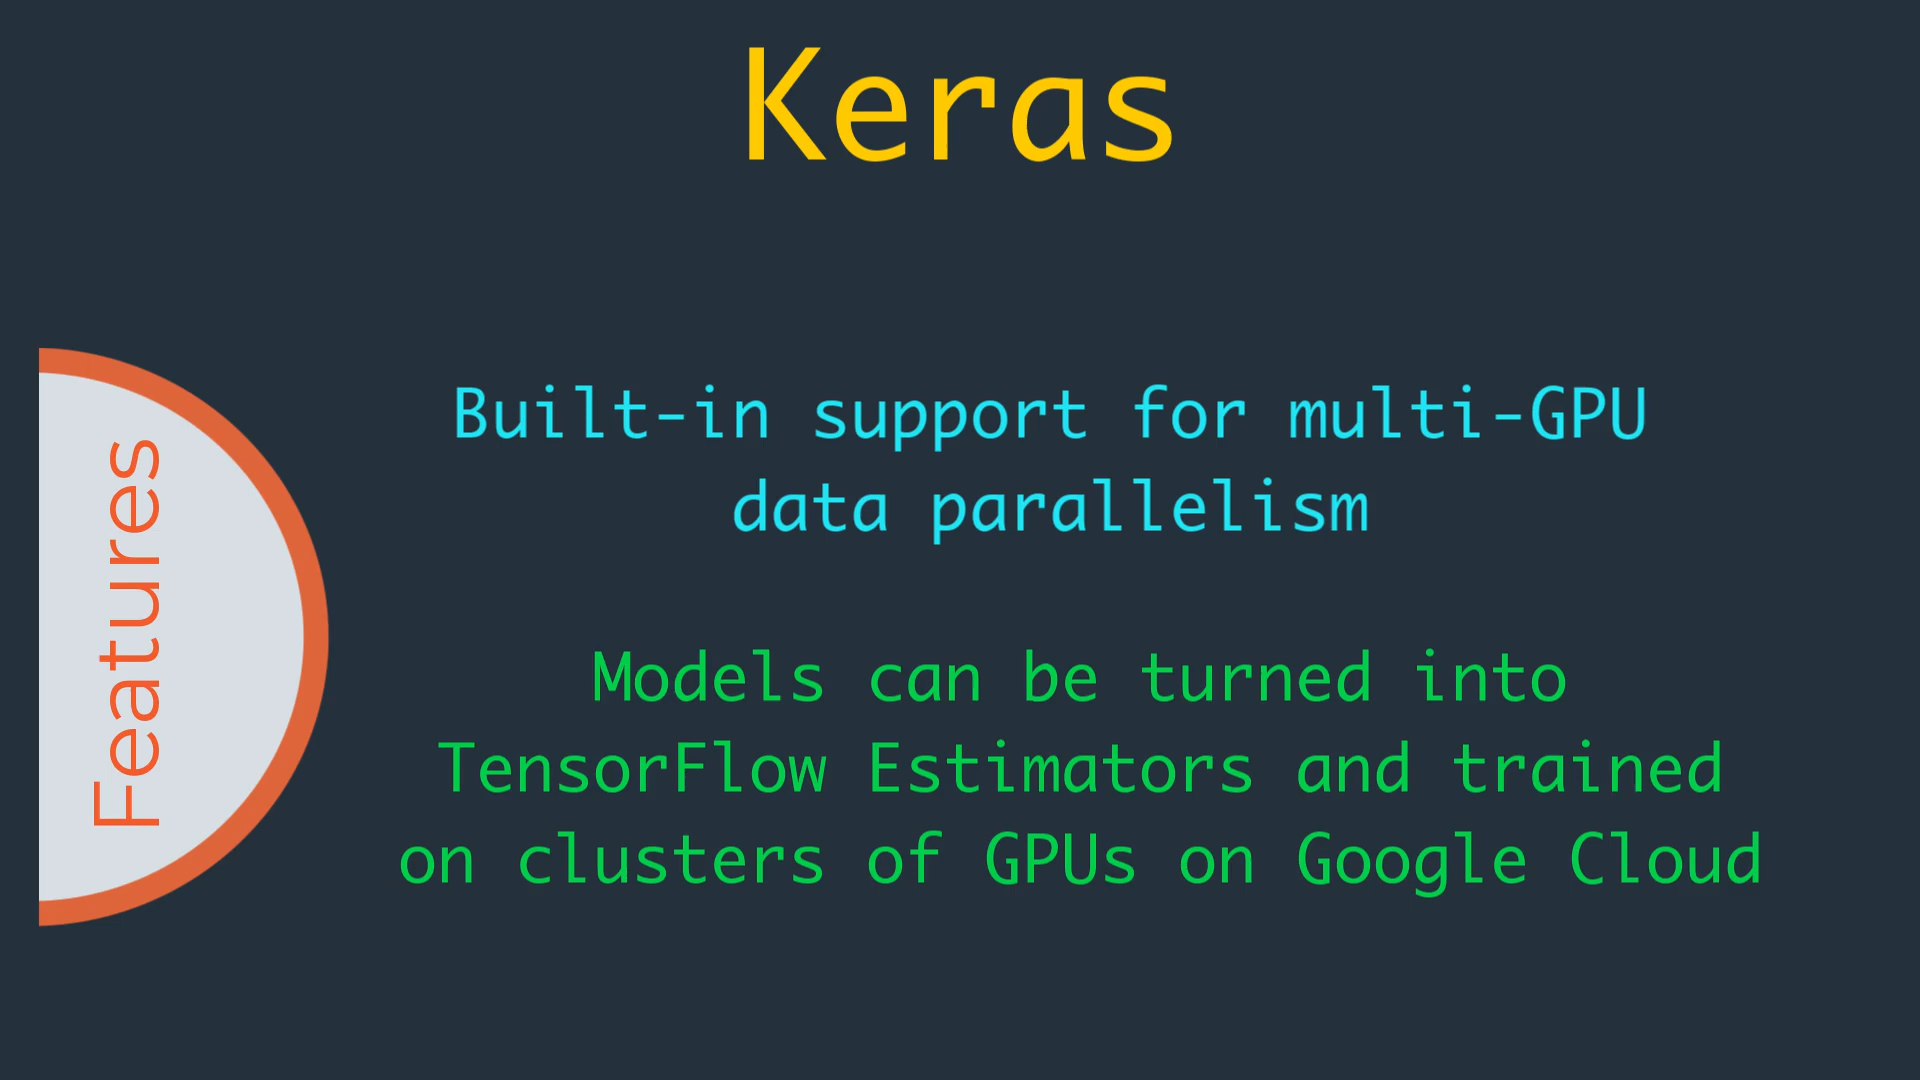 Keras
Features
Built-in support for multi-GPU
data parallelism
Models can be turned into
TensorFlow Estimators and trained
on clusters of GPUs on Google Cloud